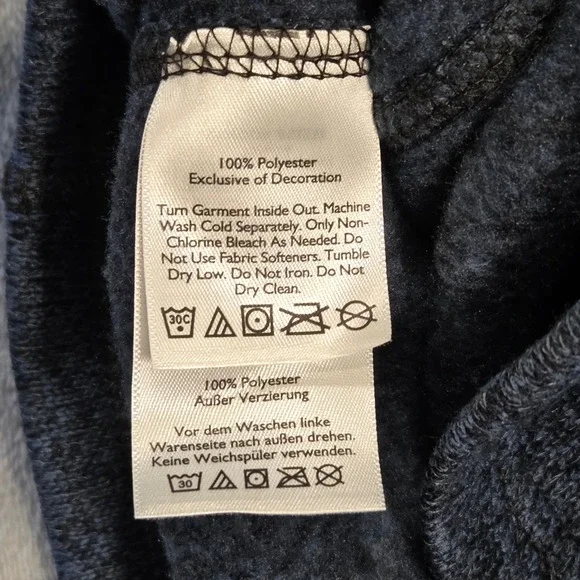 100% Polyester
Exclusive of Decoration
Turn Garment Inside Out. Machine
Wash Cold Separately. Only Non-
Chlorine Bleach As Needed. Do
Not Use Fabric Softeners. Tumble
Dry Low. Do Not Iron. Do Not
Dry Clean.
30C
100% Polyester
Außer Verzierung
Vor dem Waschen linke
Warenseite nach außen drehen.
Keine Weichspüler verwenden.
30